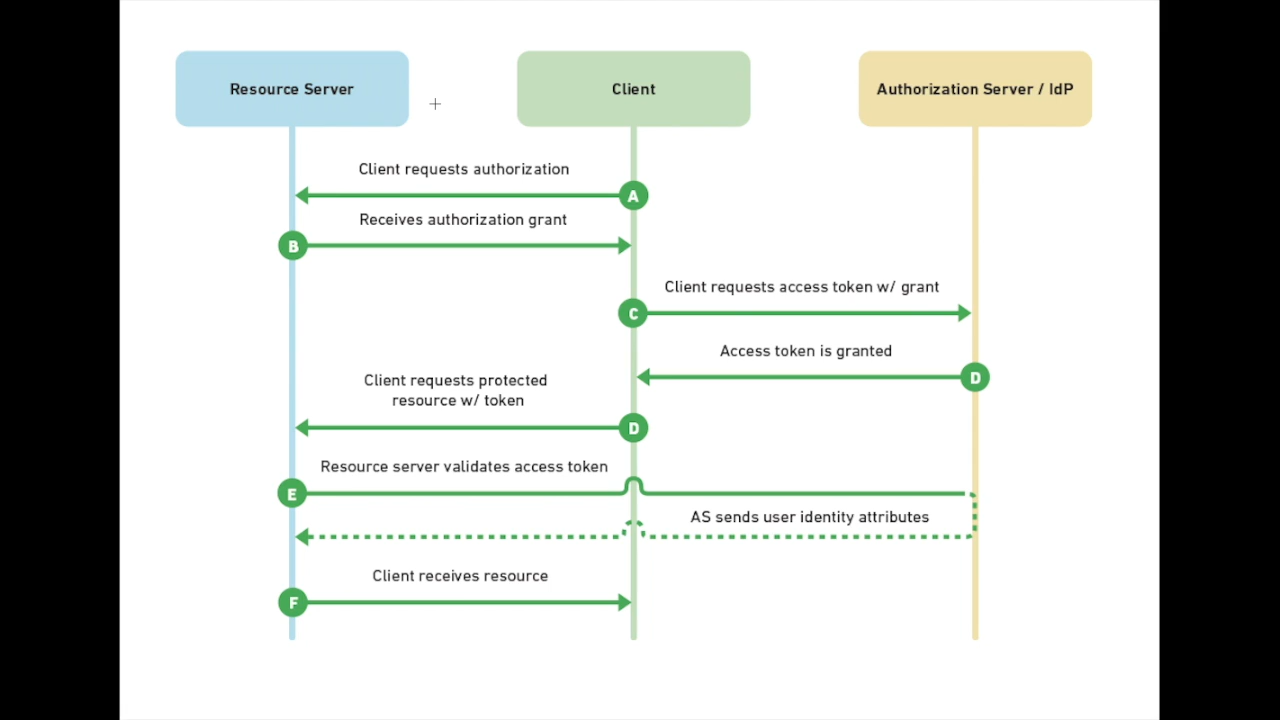 Resource Server
Client
Authorization Server / IdP
Client requests authorization
A
Receives authorization grant
B
Client requests access token w/ grant
C
Access token is granted
D
Client requests protected
resource w/ token
D
Resource server validates access token
E
AS sends user identity attributes
Client receives resource
F